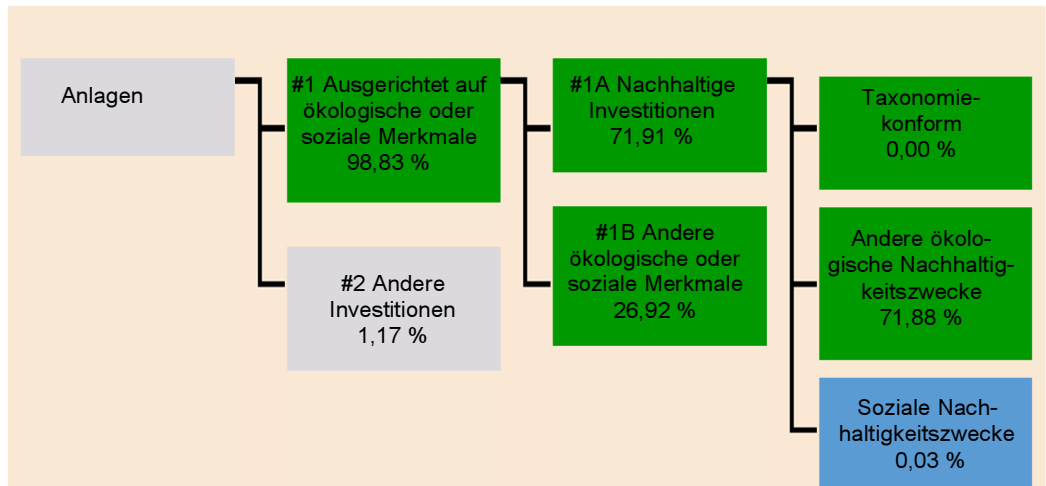 Anlagen
#1 Ausgerichtet auf
ökologische oder
soziale Merkmale
98,83 %
#2 Andere
Investitionen
1,17 %
#1A Nachhaltige
Investitionen
71,91 %
#1B Andere
ökologische oder
soziale Merkmale
26,92 %
Taxonomie-
konform
0,00 %
Andere ökolo-
gische Nachhaltig-
keitszwecke
71,88 %
Soziale Nach-
haltigkeitszwecke
0,03 %